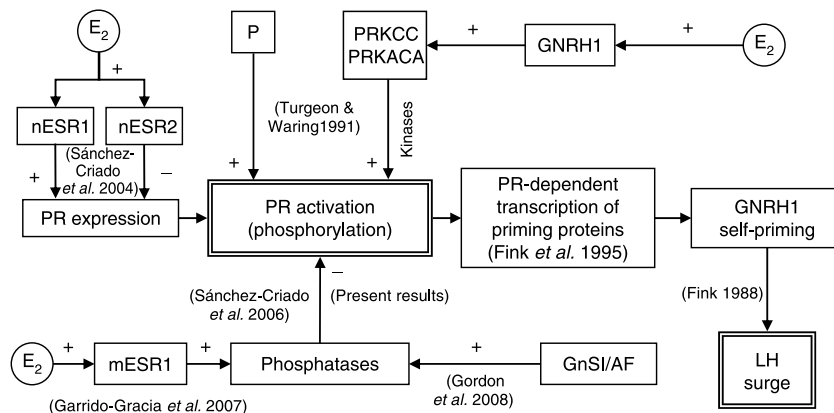 E2
P
PRKCC
PRKACA
+
GNRH1
+
E2
+
nESR1
nESR2
(Turgeon &
Waring1991)
Kinases
(Sánchez-
Criado
et al. 2004)
+
–
+
+
PR expression
PR activation
(phosphorylation)
PR-dependent
transcription of
priming proteins
(Fink et al. 1995)
GNRH1
self-priming
–
(Sánchez-Criado
et al. 2006)
(Present results)
(Fink 1988)
E2
+
mESR1
+
Phosphatases
+
GnSI/AF
LH
surge
(Garrido-Gracia et al. 2007)
(Gordon
et al. 2008)